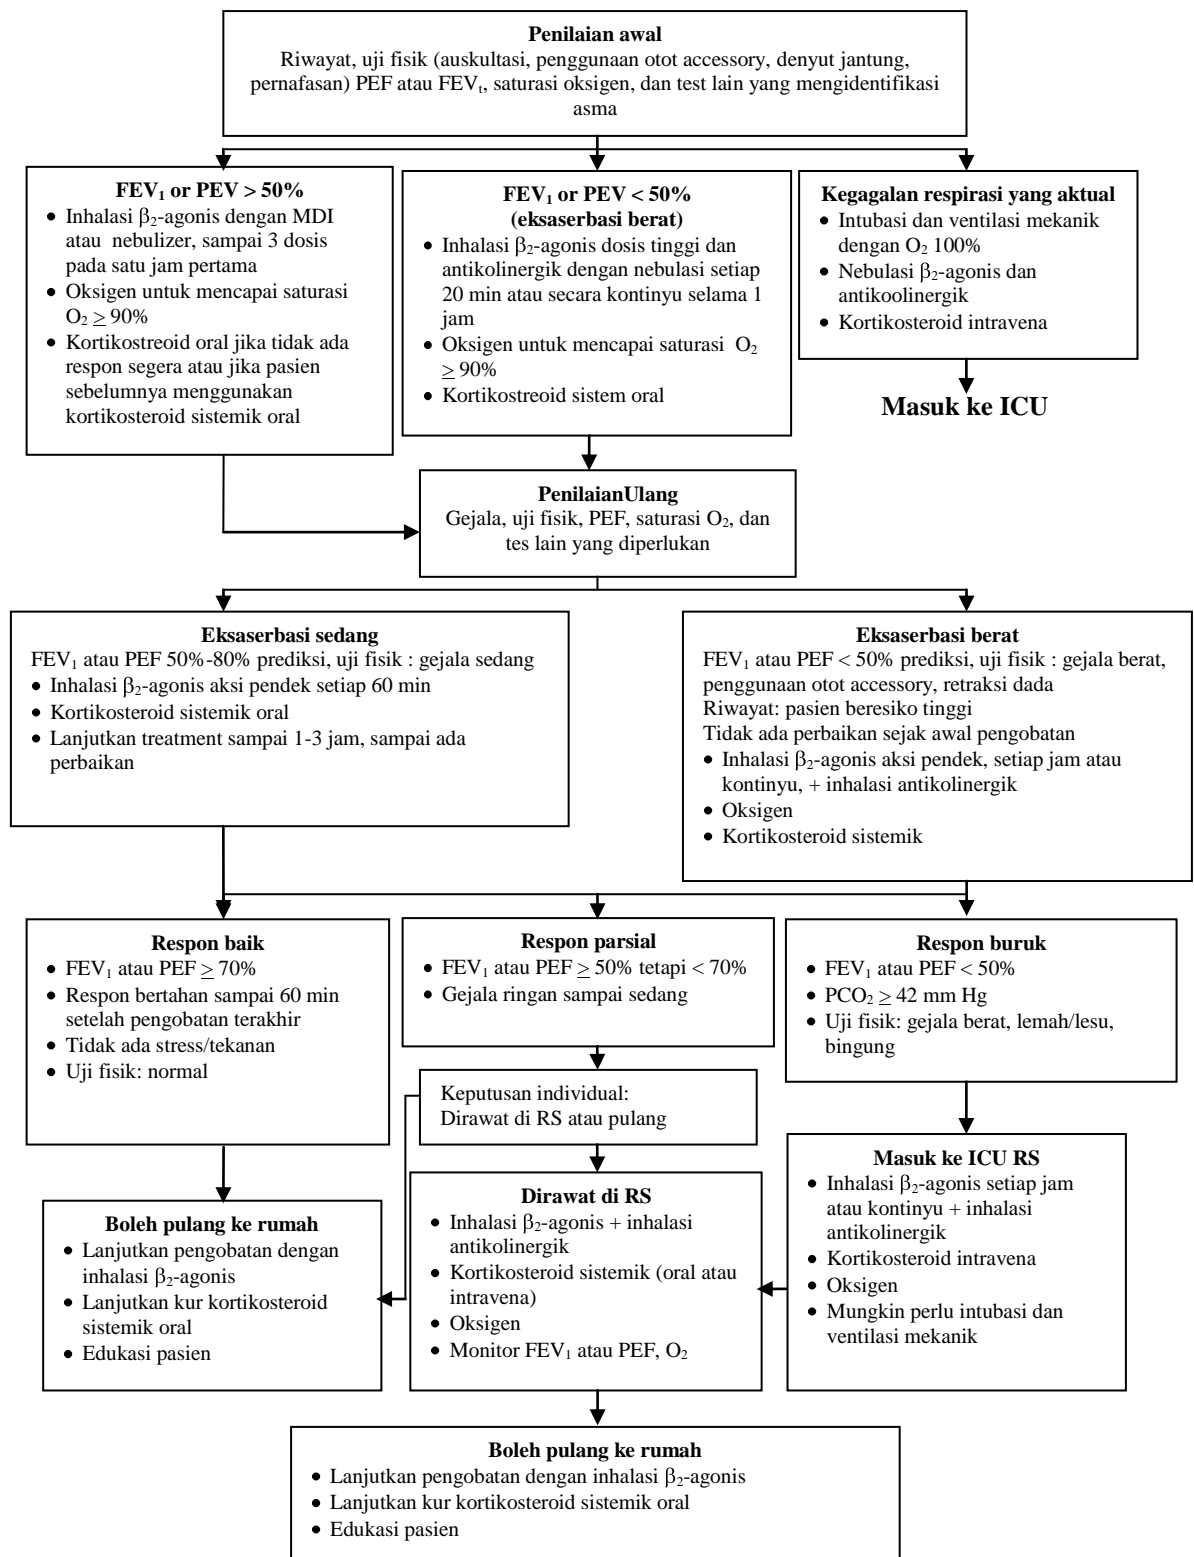 Penilaian awal
Riwayat, uji fisik (auskultasi, penggunaan otot accessory, denyut jantung,
pernafasan) PEF atau FEVt, saturasi oksigen, dan test lain yang mengidentifikasi
asma
FEV1 or PEV > 50%
• Inhalasi β2-agonis dengan MDI
atau nebulizer, sampai 3 dosis
pada satu jam pertama
• Oksigen untuk mencapai saturasi
O2 ≥ 90%
• Kortikostreoid oral jika tidak ada
respon segera atau jika pasien
sebelumnya menggunakan
kortikosteroid sistemik oral
FEV1 or PEV < 50%
(eksaserbasi berat)
• Inhalasi β2-agonis dosis tinggi dan
antikolinergik dengan nebulasi setiap
20 min atau secara kontinyu selama 1
jam
• Oksigen untuk mencapai saturasi O2
≥ 90%
• Kortikostreoid sistem oral
Kegagalan respirasi yang aktual
• Intubasi dan ventilasi mekanik
dengan O2 100%
• Nebulasi β2-agonis dan
antikoolinergik
• Kortikosteroid intravena
Masuk ke ICU
PenilaianUlang
Gejala, uji fisik, PEF, saturasi O2, dan
tes lain yang diperlukan
Eksaserbasi sedang
FEV1 atau PEF 50%-80% prediksi, uji fisik : gejala sedang
• Inhalasi β2-agonis aksi pendek setiap 60 min
• Kortikosteroid sistemik oral
• Lanjutkan treatment sampai 1-3 jam, sampai ada
perbaikan
Eksaserbasi berat
FEV1 atau PEF < 50% prediksi, uji fisik : gejala berat,
penggunaan otot accessory, retraksi dada
Riwayat: pasien beresiko tinggi
Tidak ada perbaikan sejak awal pengobatan
• Inhalasi β2-agonis aksi pendek, setiap jam atau
kontinyu, + inhalasi antikolinergik
• Oksigen
• Kortikosteroid sistemik
Respon baik
• FEV1 atau PEF ≥ 70%
• Respon bertahan sampai 60 min
setelah pengobatan terakhir
• Tidak ada stress/tekanan
• Uji fisik: normal
Respon parsial
• FEV1 atau PEF ≥ 50% tetapi < 70%
• Gejala ringan sampai sedang
Respon buruk
• FEV1 atau PEF < 50%
• PCO2 ≥ 42 mm Hg
• Uji fisik: gejala berat, lemah/lesu,
bingung
Keputusan individual:
Dirawat di RS atau pulang
Boleh pulang ke rumah
• Lanjutkan pengobatan dengan
inhalasi β2-agonis
• Lanjutkan kur kortikosteroid
sistemik oral
• Edukasi pasien
Dirawat di RS
• Inhalasi β2-agonis + inhalasi
antikolinergik
• Kortikosteroid sistemik (oral atau
intravena)
• Oksigen
• Monitor FEV1 atau PEF, O2
Masuk ke ICU RS
• Inhalasi β2-agonis setiap jam
atau kontinyu + inhalasi
antikolinergik
• Kortikosteroid intravena
• Oksigen
• Mungkin perlu intubasi dan
ventilasi mekanik
Boleh pulang ke rumah
• Lanjutkan pengobatan dengan inhalasi β2-agonis
• Lanjutkan kur kortikosteroid sistemik oral
• Edukasi pasien